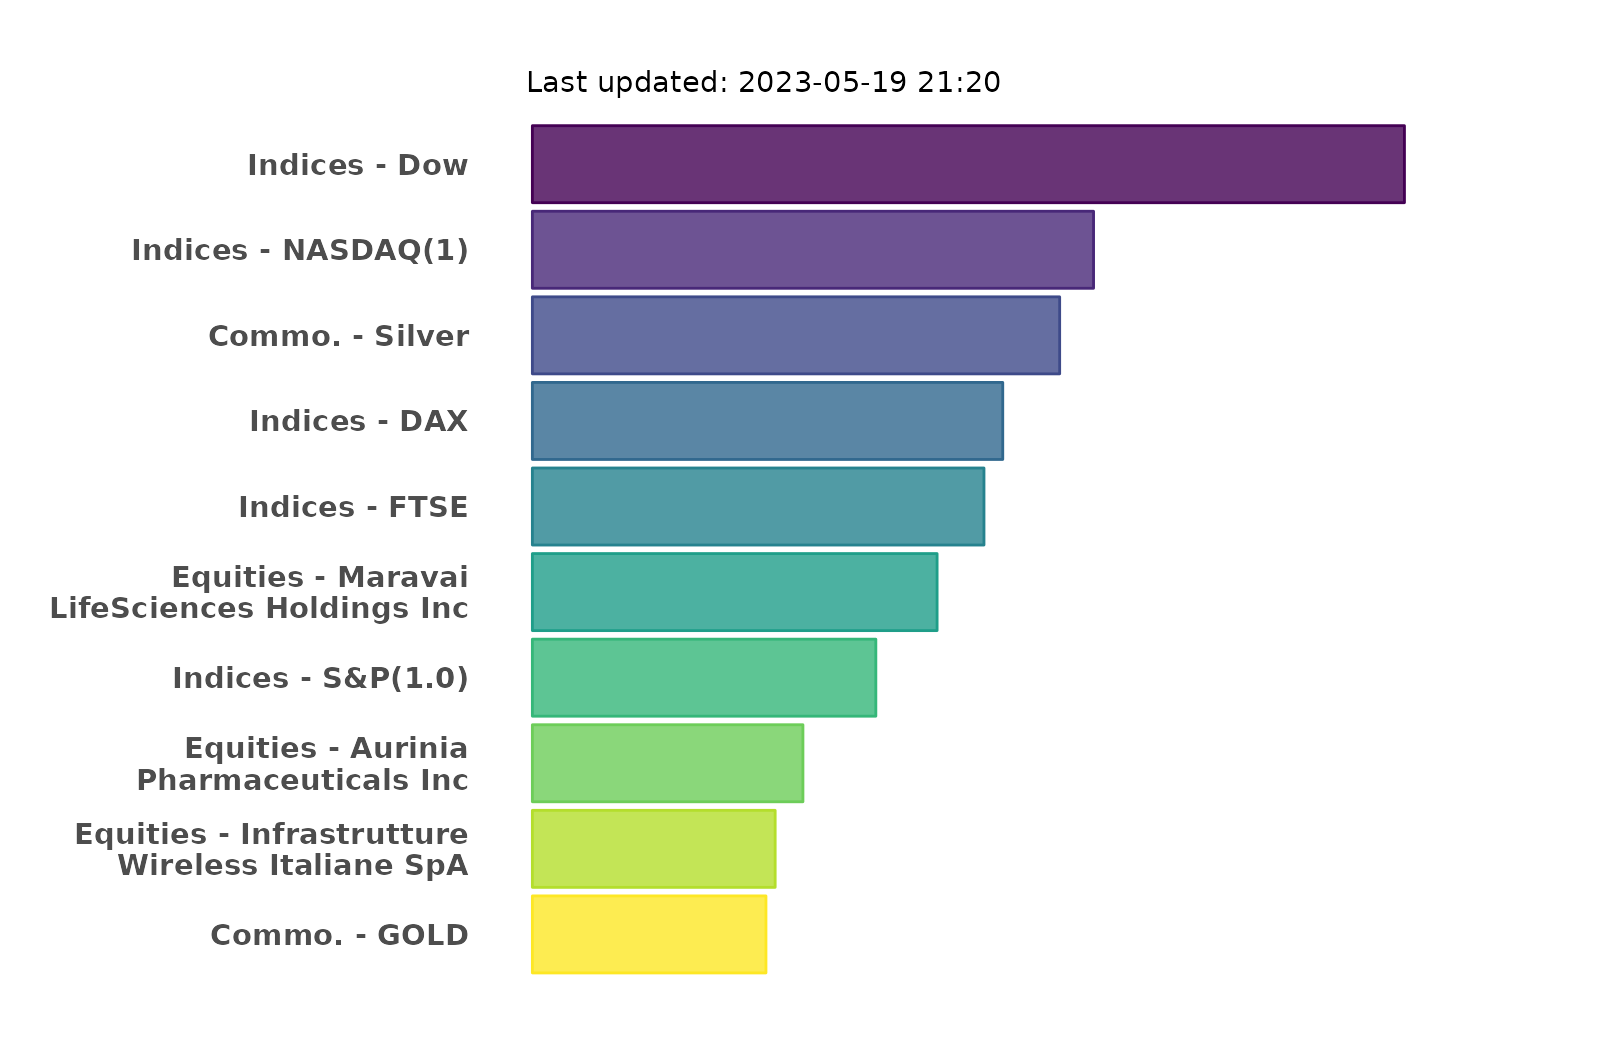 Last updated: 2023-05-19 21:20
Indices - Dow
Indices - NASDAQ(1)
Commo. - Silver
Indices - DAX
Indices - FTSE
Equities - Maravai
LifeSciences Holdings Inc
Indices - S&P(1.0)
Equities - Aurinia
Pharmaceuticals Inc
Equities - Infrastrutture
Wireless Italiane SpA
Commo. - GOLD